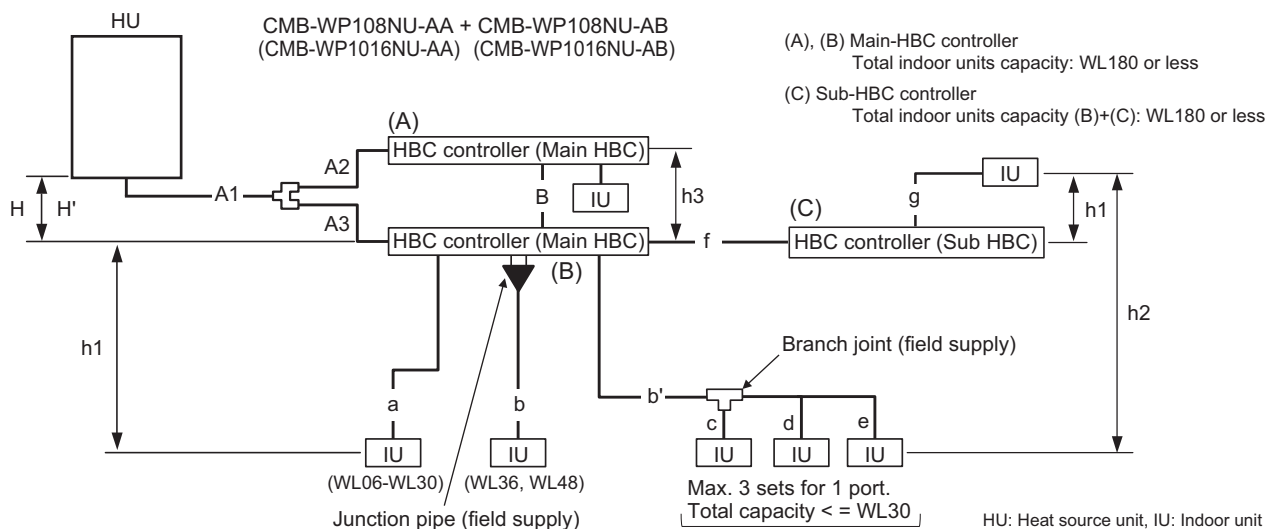 HU
CMB-WP108NU-AA + CMB-WP108NU-AB
(CMB-WP1016NU-AA) (CMB-WP1016NU-AB)
(A), (B) Main-HBC controller
Total indoor units capacity: WL180 or less
(C) Sub-HBC controller
Total indoor units capacity (B)+(C): WL180 or less
(A)
HBC controller (Main HBC)
A2
A1
A3
H
H'
B
IU
h3
HBC controller (Main HBC)
(B)
f
(C)
HBC controller (Sub HBC)
g
IU
h1
h2
h1
Branch joint (field supply)
a
b
b'
c
d
e
IU
IU
IU
IU
IU
(WL06-WL30)
(WL36, WL48)
Max. 3 sets for 1 port.
Total capacity < = WL30
Junction pipe (field supply)
HU: Heat source unit, IU: Indoor unit